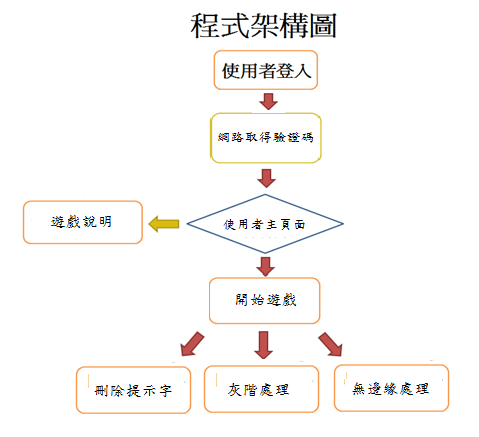 程式架構圖
使用者登入
網路取得驗證碼
使用者主頁面
遊戲說明
開始遊戲
刪除提示字
灰階處理
無邊緣處理